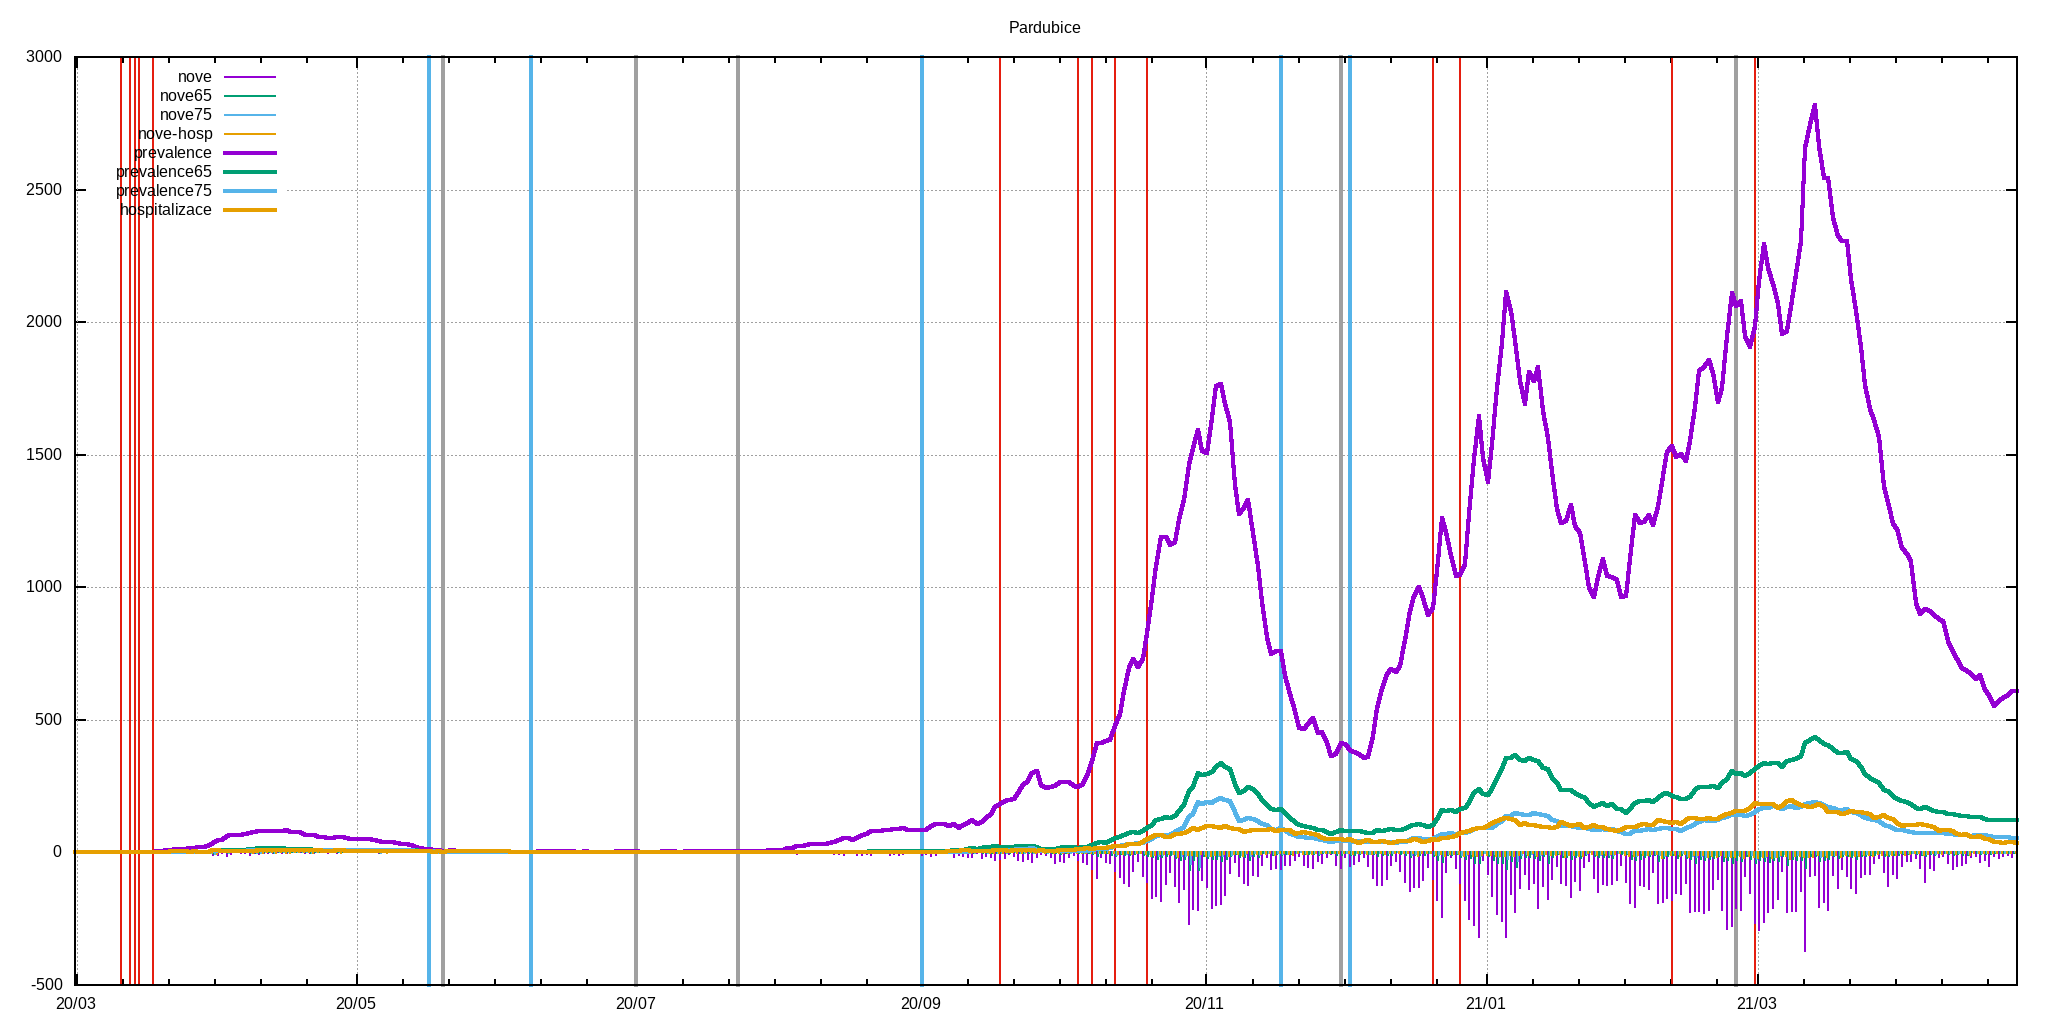 Pardubice
3000
2500
2000
1500
1000
500
0
-500
nove
nove65
nove75
nove-hosp
prevalence
prevalence65
prevalence75
hospitalizace
20/03 20/05 20/07 20/09 20/11 21/01 21/03